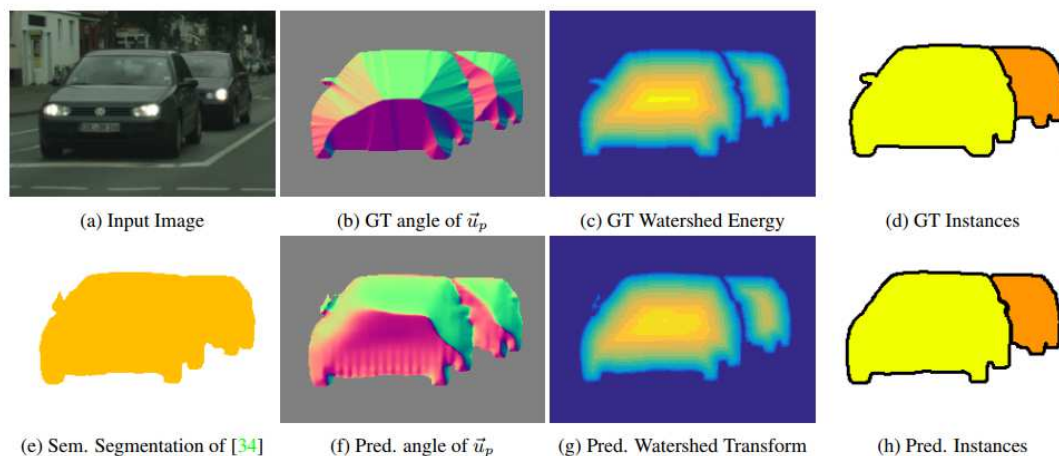 (a) Input Image
(b) GT angle of $\vec{u}_p$
(c) GT Watershed Energy
(d) GT Instances
(e) Sem. Segmentation of [34]
(f) Pred. angle of $\vec{u}_p$
(g) Pred. Watershed Transform
(h) Pred. Instances